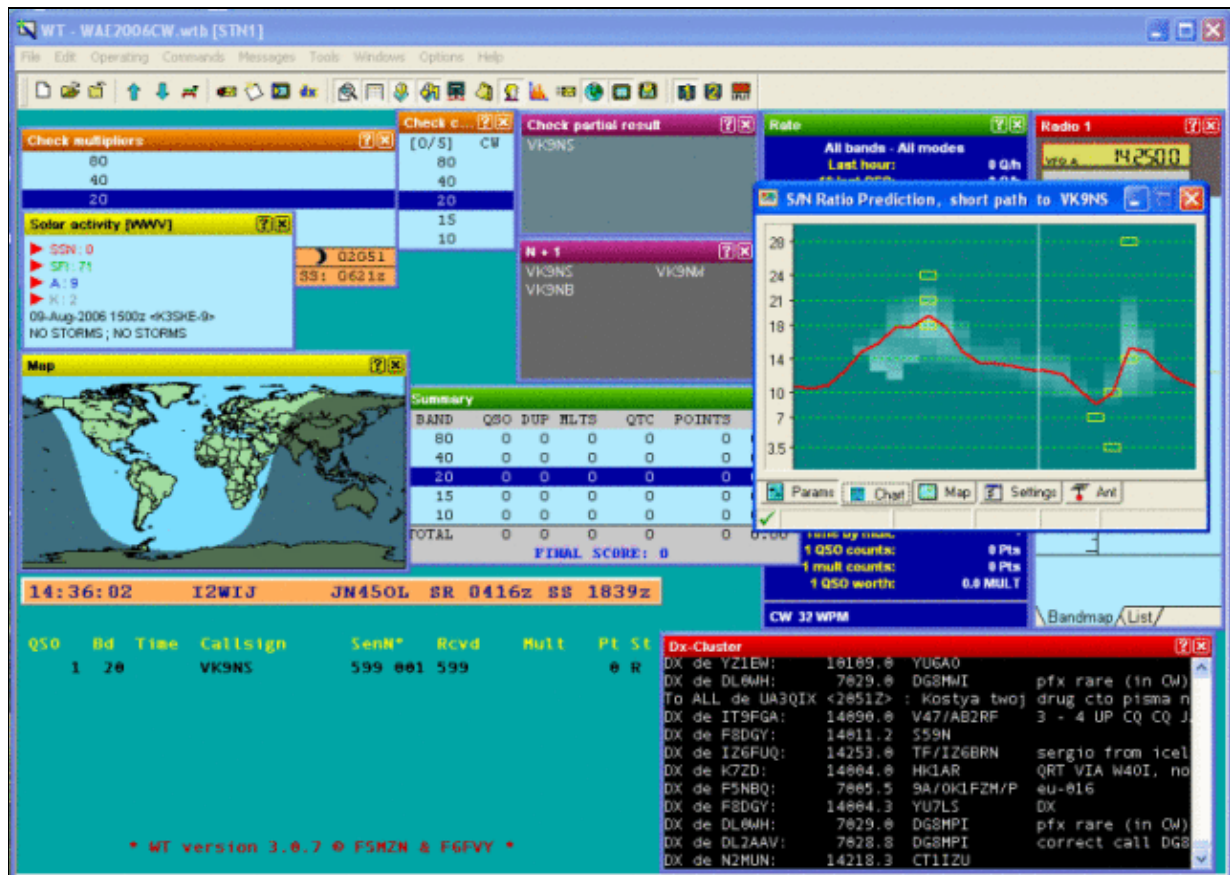 WT - WAE2006CW.wtb [STN1]
File Edit Operating Commands Messages Tools Windows Options Help
Check multipliers
80
40
20
Check c...
[0/S] CW
80
40
20
15
10
Check partial result
VK9NS
Rate
All bands - All modes
Last hour: 0 Q/h
Radio 1
VFO A 14.250.0
Solar activity [WWV]
SSN : 0
SFI : 71
A : 9
K : 2
09-Aug-2006 1500z <K3SKE-9>
NO STORMS ; NO STORMS
SS: 0621z
N + 1
VK9NS VK9NW
VK9NB
S/N Ratio Prediction, short path to VK9NS
28
24
21
18
14
10
7
3.5
Params Chart Map Settings Ant
Map
Summary
BAND QSO DUP MLTS QTC POINTS
80 0 0 0 0 0
40 0 0 0 0 0
20 0 0 0 0 0
15 0 0 0 0 0
10 0 0 0 0 0
TOTAL 0 0 0 0 0 0.00
FINAL SCORE: 0
1 QSO counts: 0 Pts
1 mult counts: 0 Pts
1 QSO worth: 0.0 MULT
CW 32 WPM
Bandmap List
14:36:02 I2WIJ JN45OL SR 0416z SS 1839z
QSO Bd Time Callsign SenN° Rcvd Mult Pt St
1 20 VK9NS 599 001 599 0 R
* WT version 3.0.7 © F5MZN & F6FVY *
Dx-Cluster
DX de YZ1EW: 10109.0 YU6AO
DX de DL0WH: 7029.0 DG8MWI pfx rare (in CW)
To ALL de UA3QIX <2051Z> : Kostya twoj drug cto pisma n
DX de IT9FGA: 14090.0 V47/AB2RF 3 - 4 UP CQ CQ J
DX de F8DGY: 14011.2 S59N
DX de IZ6FUQ: 14253.0 TF/IZ6BRN sergio from icel
DX de K7ZD: 14004.0 HK1AR QRT VIA W4OI, no
DX de F5NBQ: 7005.5 9A/OK1FZM/P eu-016
DX de F8DGY: 14004.3 YU7LS DX
DX de DL0WH: 7029.0 DG8MPI pfx rare (in CW)
DX de DL2AAV: 7028.8 DG8MPI correct call DG8
DX de N2MUN: 14218.3 CT1IZU